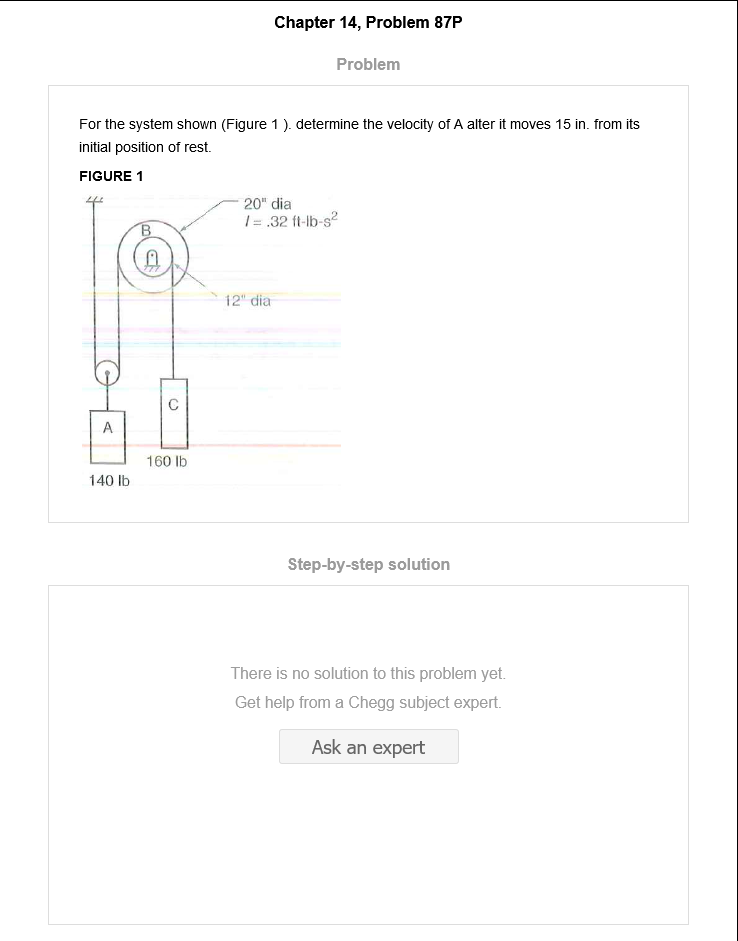 Chapter 14, Problem 87P
Problem
For the system shown (Figure 1 ). determine the velocity of A alter it moves 15 in. from its
initial position of rest.
FIGURE 1
20" dia
I = .32 ft-lb-s²
B
12" dia
C
A
160 lb
140 lb
Step-by-step solution
There is no solution to this problem yet.
Get help from a Chegg subject expert.
Ask an expert